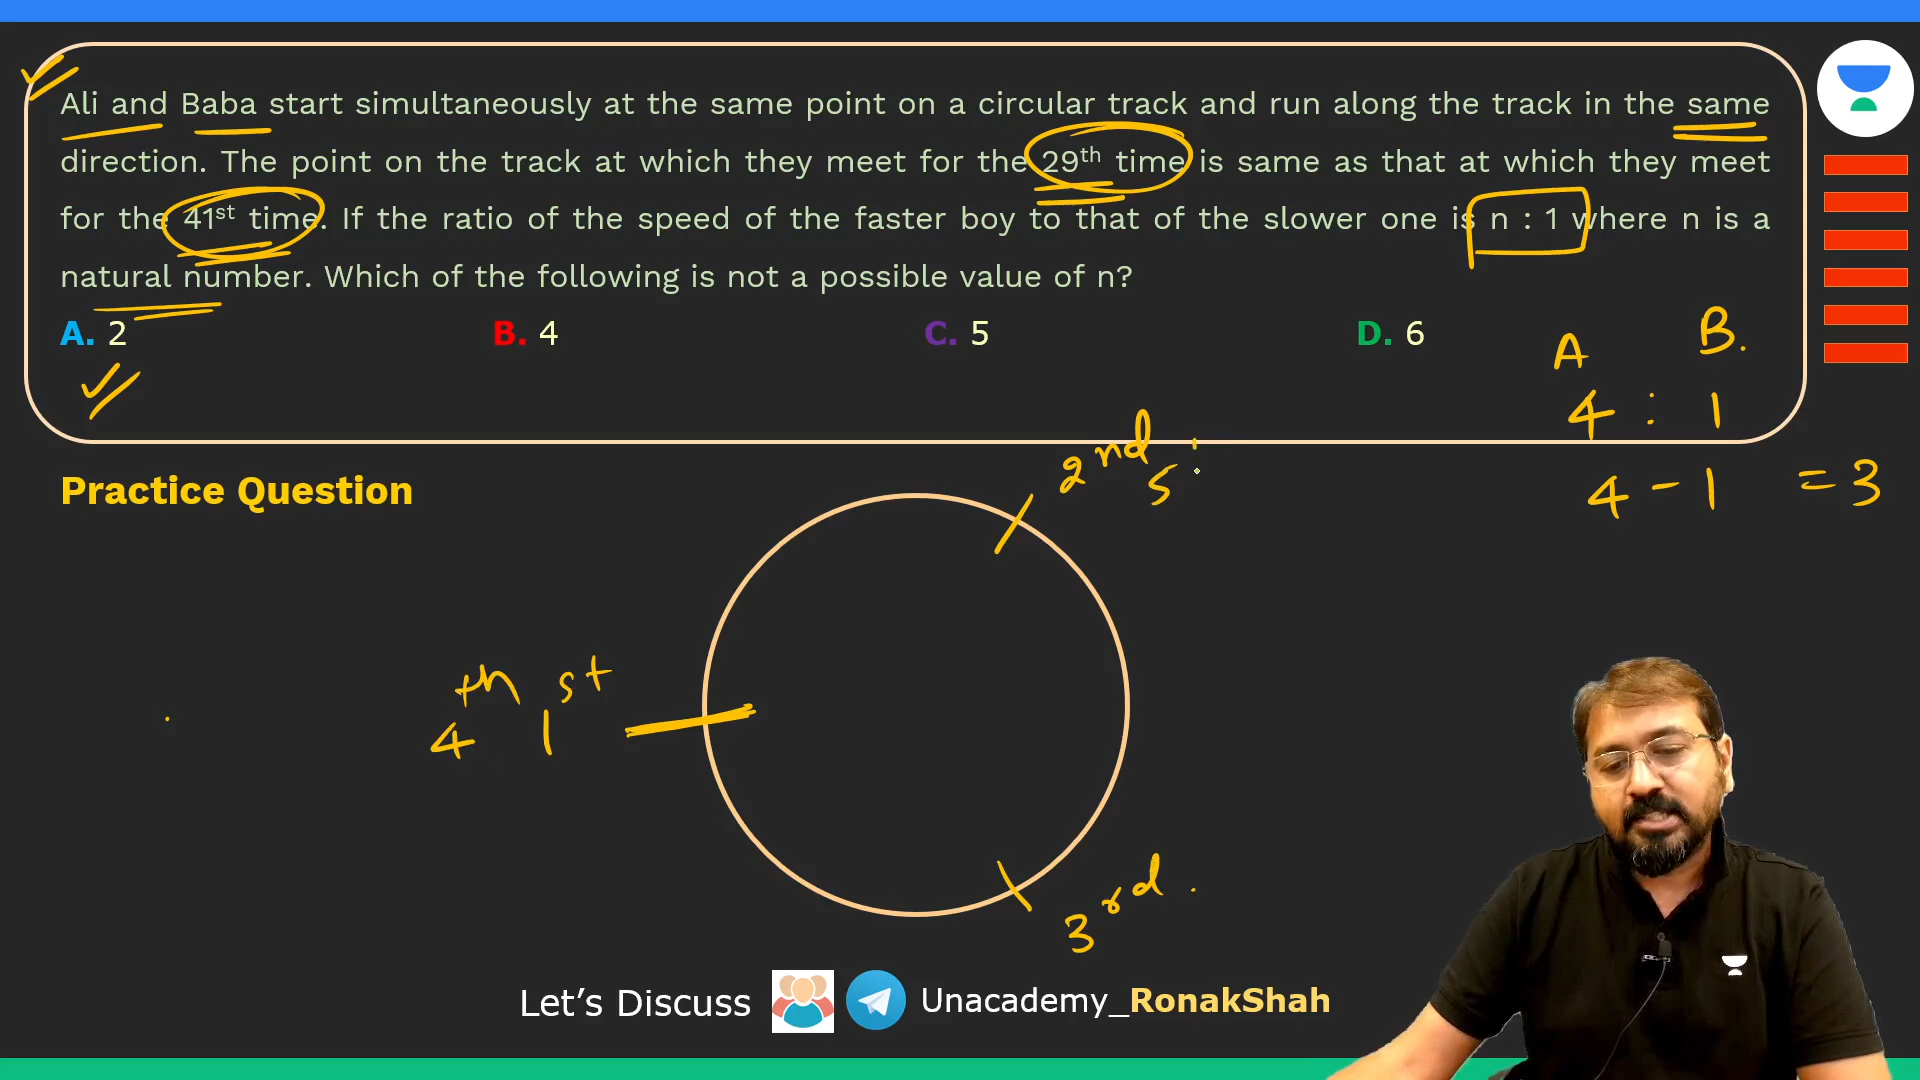 Ali and Baba start simultaneously at the same point on a circular track and run along the track in the same
direction. The point on the track at which they meet for the 29th time is same as that at which they meet
for the 41st time. If the ratio of the speed of the faster boy to that of the slower one is n : 1 where n is a
natural number. Which of the following is not a possible value of n?
A. 2 B. 4 C. 5 D. 6
A B.
4 : 1
4 - 1 = 3
Practice Question
2nd
5
4th 1st
3rd
Let’s Discuss Unacademy_RonakShah